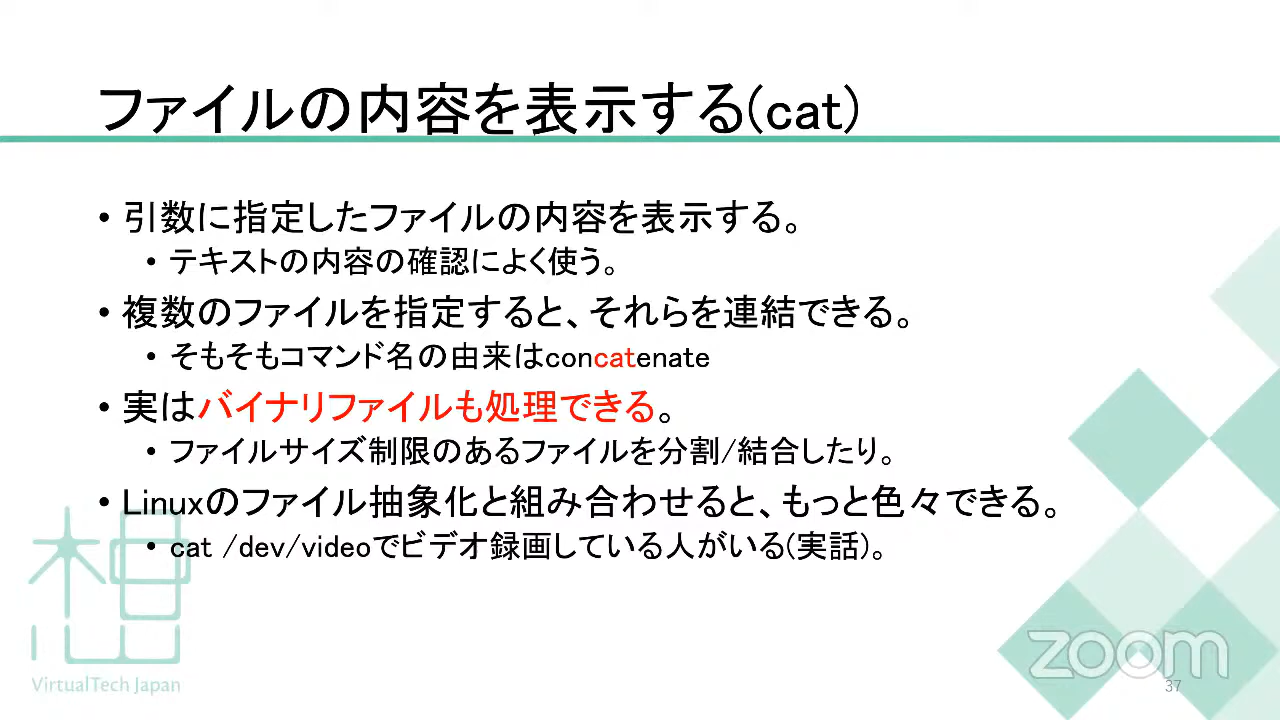 ファイルの内容を表示する(cat)
• 引数に指定したファイルの内容を表示する。
• テキストの内容の確認によく使う。
• 複数のファイルを指定すると、それらを連結できる。
• そもそもコマンド名の由来はconcatenate
• 実はバイナリファイルも処理できる。
• ファイルサイズ制限のあるファイルを分割/結合したり。
• Linuxのファイル抽象化と組み合わせると、もっと色々できる。
• cat /dev/videoでビデオ録画している人がいる(実話)。
想
VirtualTech Japan
zoom
37